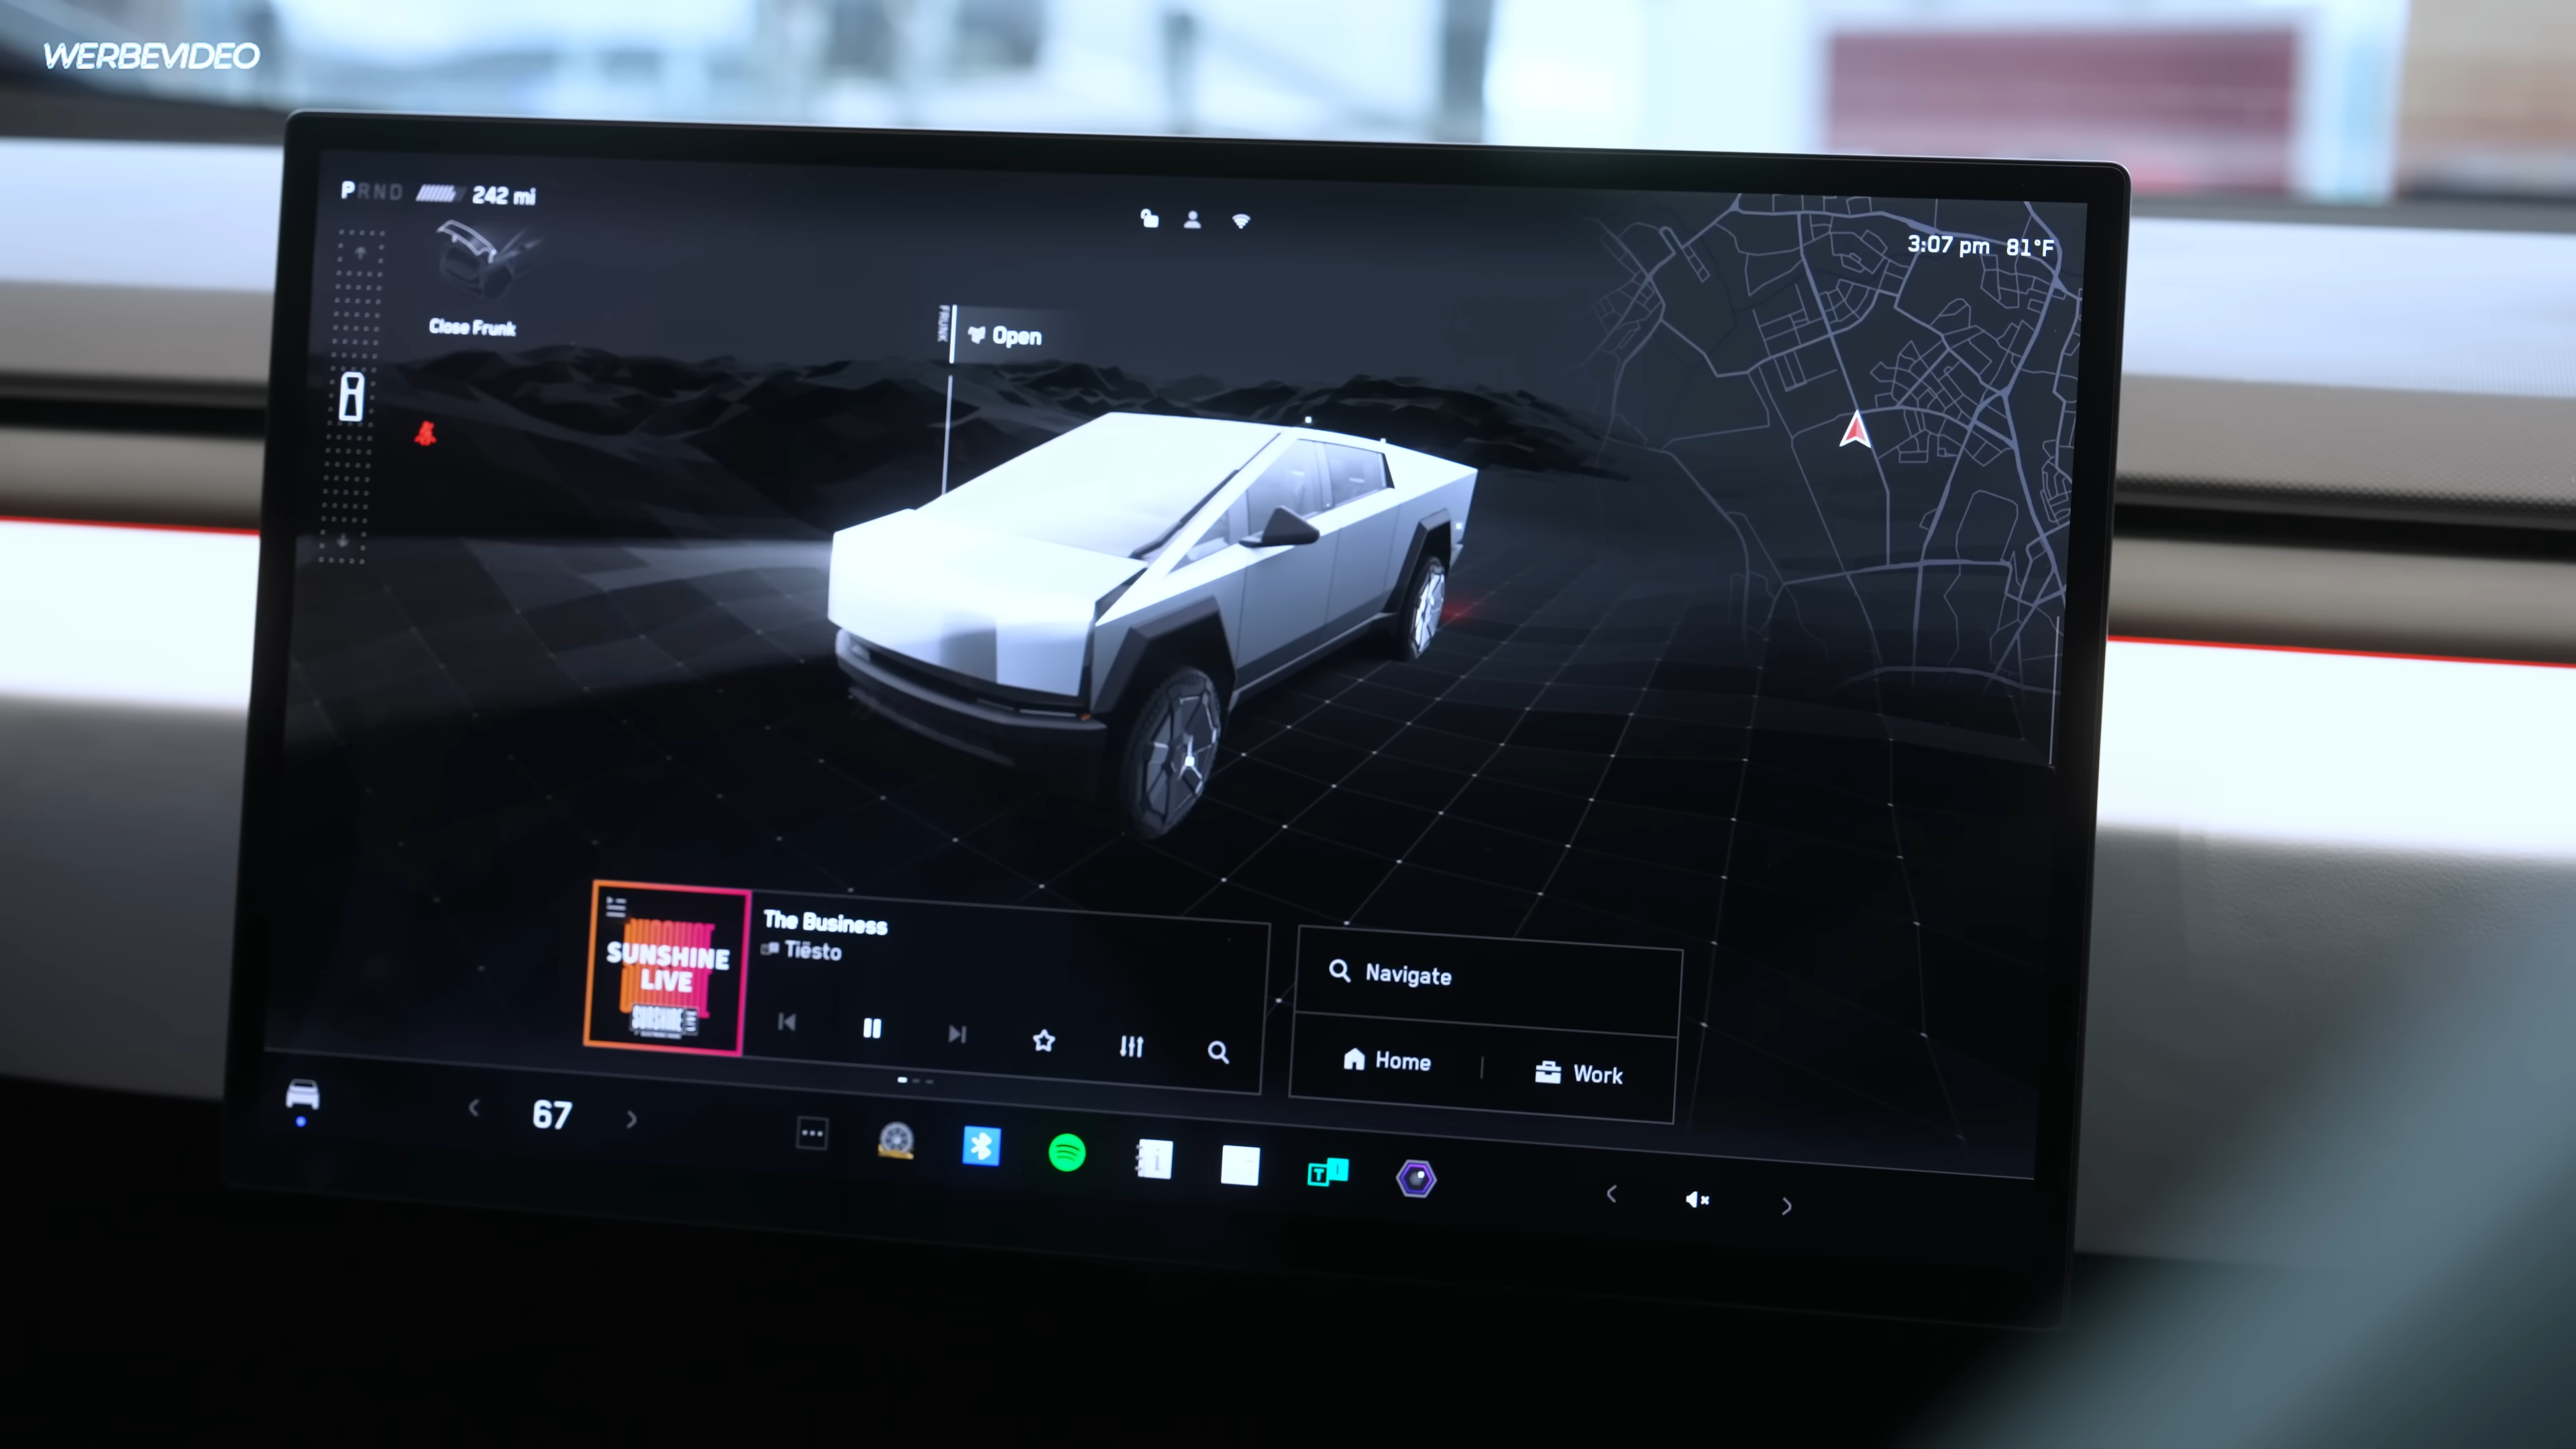 WERBEVIDEO
PRND 242 mi
3:07 pm 81°F
Close Frunk
FRUNK
Open
SUNSHINE
LIVE
The Business
Tiësto
Navigate
Home
Work
67
T
i